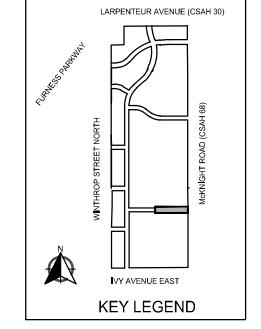 LARPENTEUR AVENUE (CSAH 30)
FURNESS PARKWAY
WINTHROP STREET NORTH
McKNIGHT ROAD (CSAH 68)
N
IVY AVENUE EAST
KEY LEGEND